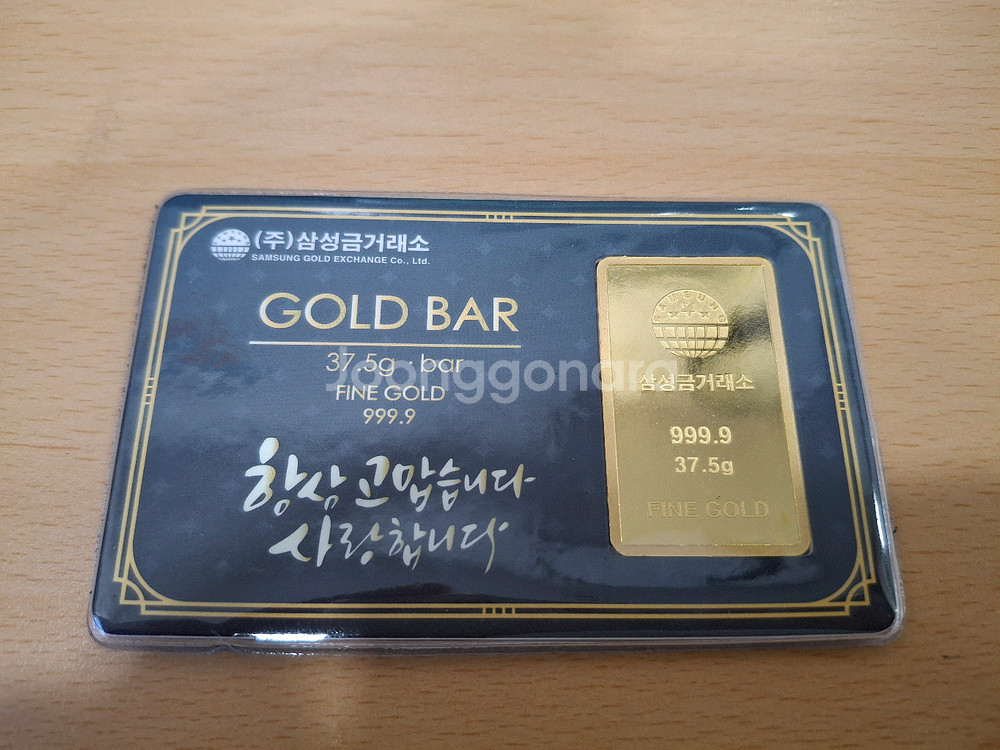 (주)삼성금거래소
SAMSUNG GOLD EXCHANGE Co., Ltd.
GOLD BAR
37.5g · bar
FINE GOLD
999.9
항상 고맙습니다
사랑합니다
SAMSUNG
삼성금거래소
999.9
37.5g
FINE GOLD
Joonggonara